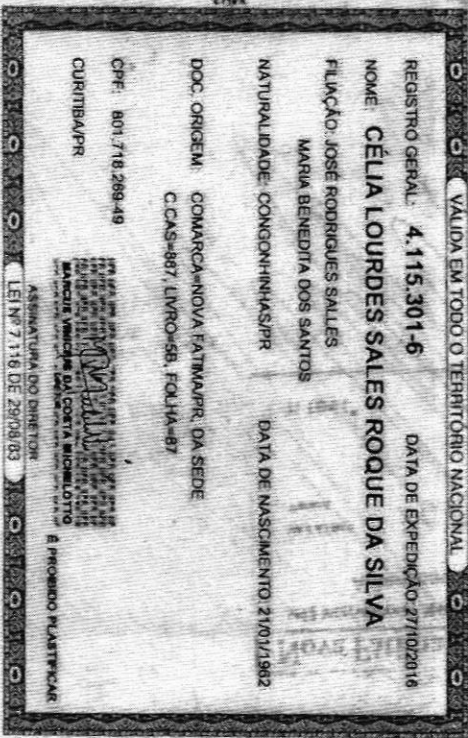 VÁLIDA EM TODO O TERRITÓRIO NACIONAL
REGISTRO GERAL: 4.115.301-6 DATA DE EXPEDIÇÃO: 27/10/2016
NOME: CÉLIA LOURDES SALES ROQUE DA SILVA
FILIAÇÃO: JOSÉ RODRIGUES SALLES
MARIA BENEDITA DOS SANTOS
NATURALIDADE: CONGONHINHAS/PR DATA DE NASCIMENTO: 21/01/1962
DOC. ORIGEM: COMARCA=NOVA FATIMA/PR, DA SEDE
C.CAS=887, LIVRO=5B, FOLHA=87
CPF: 801.718.269-49
CURITIBA/PR
MARCUS VINICIUS DA COSTA MICHELOTTO
ASSINATURA DO DIRETOR
É PROIBIDO PLASTIFICAR
LEI Nº 7.116 DE 29/08/83